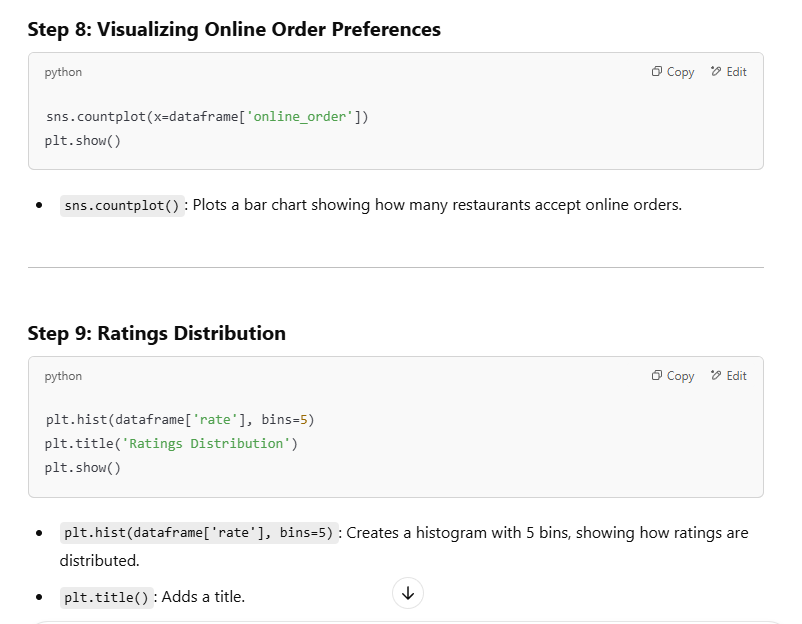 Step 8: Visualizing Online Order Preferences
python
Copy
Edit
sns.countplot(x=dataframe['online_order'])
plt.show()
sns.countplot(): Plots a bar chart showing how many restaurants accept online orders.
Step 9: Ratings Distribution
python
Copy
Edit
plt.hist(dataframe['rate'], bins=5)
plt.title('Ratings Distribution')
plt.show()
plt.hist(dataframe['rate'], bins=5): Creates a histogram with 5 bins, showing how ratings are
distributed.
plt.title(): Adds a title.